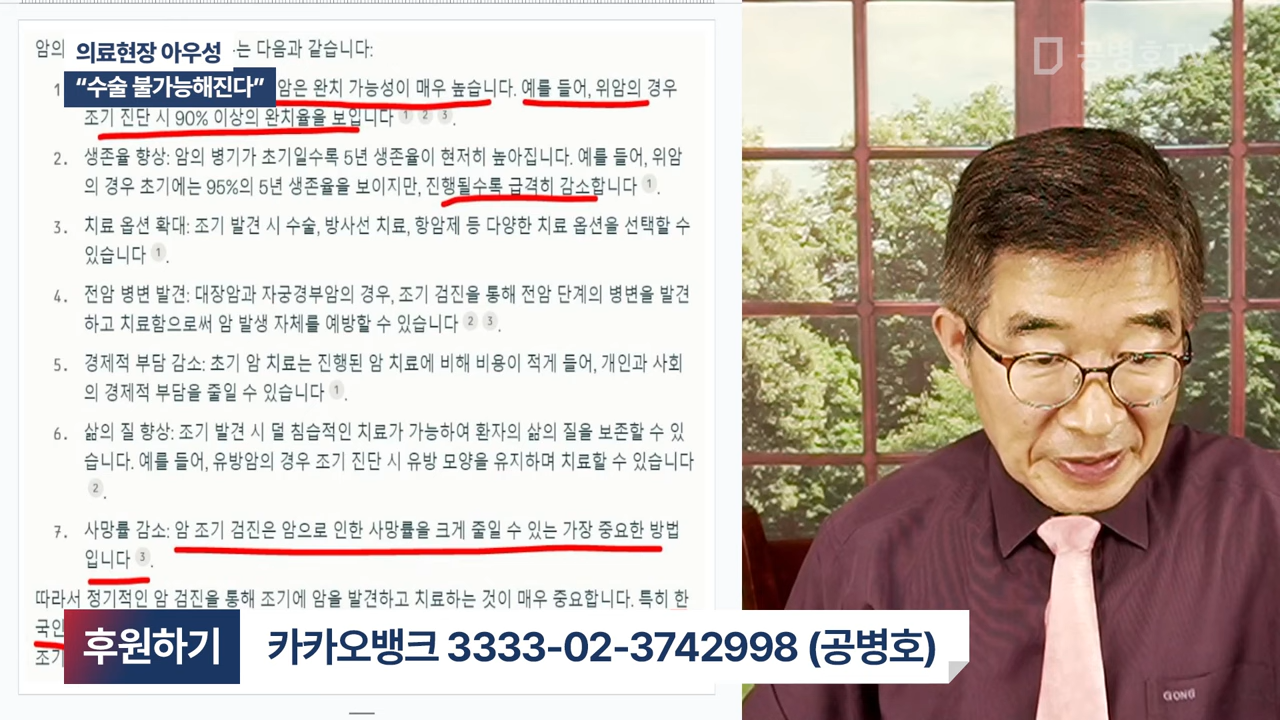 암의
는 다음과 같습니다:
의료현장 아우성
“수술 불가능해진다”
1
암은 완치 가능성이 매우 높습니다. 예를 들어, 위암의 경우
조기 진단 시 90% 이상의 완치율을 보입니다 1 2 3.
2. 생존율 향상: 암의 병기가 초기일수록 5년 생존율이 현저히 높아집니다. 예를 들어, 위암
의 경우 초기에는 95%의 5년 생존율을 보이지만, 진행될수록 급격히 감소합니다 1.
3. 치료 옵션 확대: 조기 발견 시 수술, 방사선 치료, 항암제 등 다양한 치료 옵션을 선택할 수
있습니다 1.
4. 전암 병변 발견: 대장암과 자궁경부암의 경우, 조기 검진을 통해 전암 단계의 병변을 발견
하고 치료함으로써 암 발생 자체를 예방할 수 있습니다 2 3.
5. 경제적 부담 감소: 초기 암 치료는 진행된 암 치료에 비해 비용이 적게 들어, 개인과 사회
의 경제적 부담을 줄일 수 있습니다 1.
6. 삶의 질 향상: 조기 발견 시 덜 침습적인 치료가 가능하여 환자의 삶의 질을 보존할 수 있
습니다. 예를 들어, 유방암의 경우 조기 진단 시 유방 모양을 유지하며 치료할 수 있습니다
2.
7. 사망률 감소: 암 조기 검진은 암으로 인한 사망률을 크게 줄일 수 있는 가장 중요한 방법
입니다 3.
따라서 정기적인 암 검진을 통해 조기에 암을 발견하고 치료하는 것이 매우 중요합니다. 특히 한
국인
조기
후원하기
카카오뱅크 3333-02-3742998 (공병호)
공병호TV
GONG